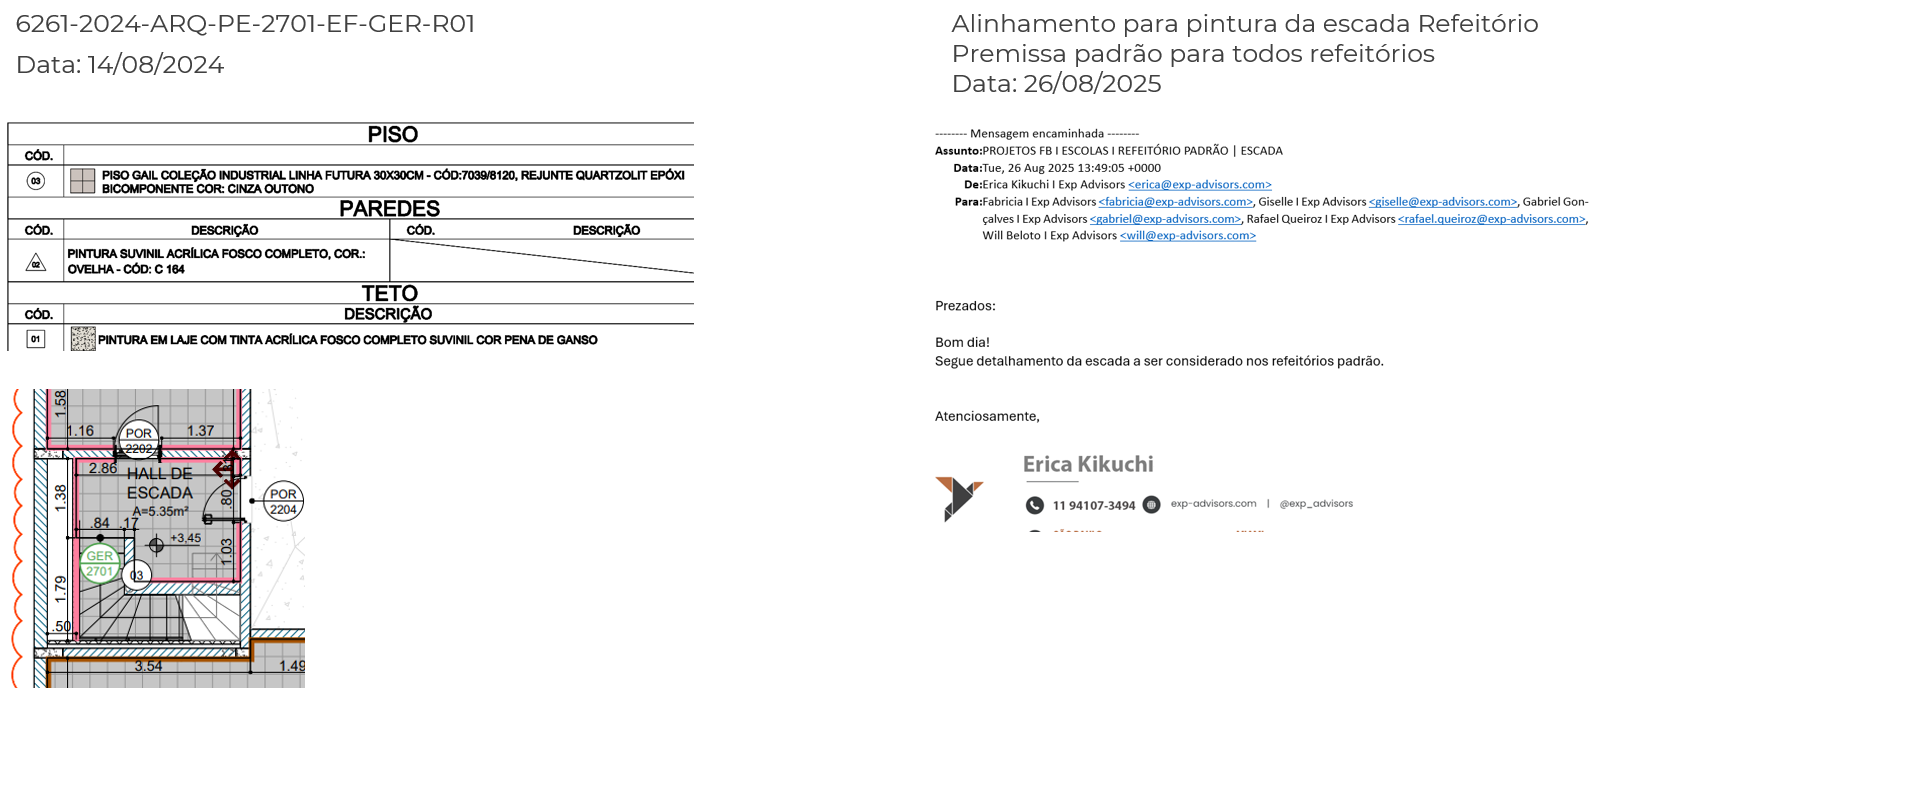 6261-2024-ARQ-PE-2701-EF-GER-R01
Data: 14/08/2024
PISO
CÓD.
03
PISO GAIL COLEÇÃO INDUSTRIAL LINHA FUTURA 30X30CM - CÓD:7039/8120, REJUNTE QUARTZOLIT EPÓXI
BICOMPONENTE COR: CINZA OUTONO
PAREDES
CÓD. DESCRIÇÃO CÓD. DESCRIÇÃO
02
PINTURA SUVINIL ACRÍLICA FOSCO COMPLETO, COR.:
OVELHA - CÓD: C 164
TETO
CÓD. DESCRIÇÃO
01 PINTURA EM LAJE COM TINTA ACRÍLICA FOSCO COMPLETO SUVINIL COR PENA DE GANSO
1.58
1.16
POR
2202
1.37
2.86
HALL DE
ESCADA
A=5.35m²
1.38
.80
POR
2204
.84 .17
+3,45
1.03
GER
2701
03
1.79
.50
3.54
1.49
Alinhamento para pintura da escada Refeitório
Premissa padrão para todos refeitórios
Data: 26/08/2025
-------- Mensagem encaminhada --------
Assunto:PROJETOS FB I ESCOLAS I REFEITÓRIO PADRÃO | ESCADA
Data:Tue, 26 Aug 2025 13:49:05 +0000
De:Erica Kikuchi I Exp Advisors <erica@exp-advisors.com>
Para:Fabricia I Exp Advisors <fabricia@exp-advisors.com>, Giselle I Exp Advisors <giselle@exp-advisors.com>, Gabriel Gon-
çalves I Exp Advisors <gabriel@exp-advisors.com>, Rafael Queiroz I Exp Advisors <rafael.queiroz@exp-advisors.com>,
Will Beloto I Exp Advisors <will@exp-advisors.com>
Prezados:
Bom dia!
Segue detalhamento da escada a ser considerado nos refeitórios padrão.
Atenciosamente,
Erica Kikuchi
11 94107-3494 exp-advisors.com | @exp_advisors